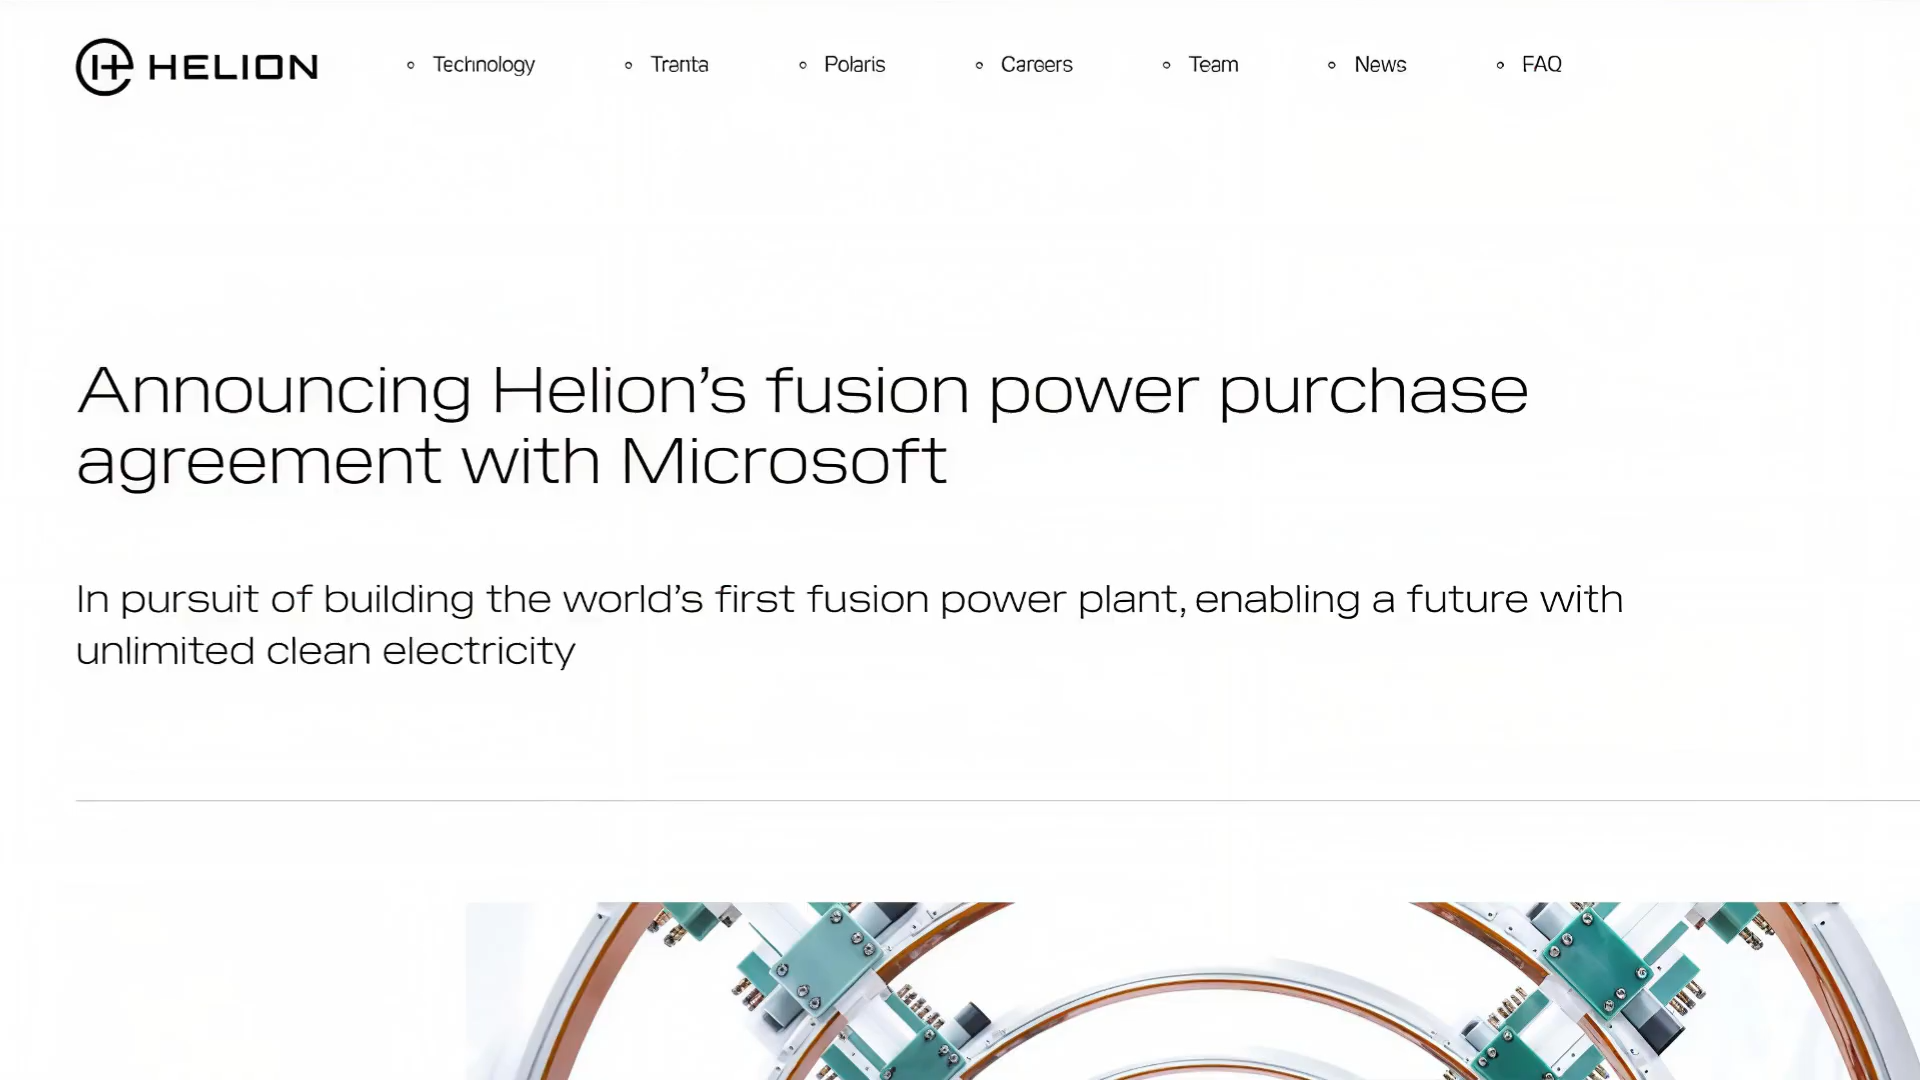 HELION
Technology
Trenta
Polaris
Careers
Team
News
FAQ
Announcing Helion’s fusion power purchase
agreement with Microsoft
In pursuit of building the world’s first fusion power plant, enabling a future with
unlimited clean electricity